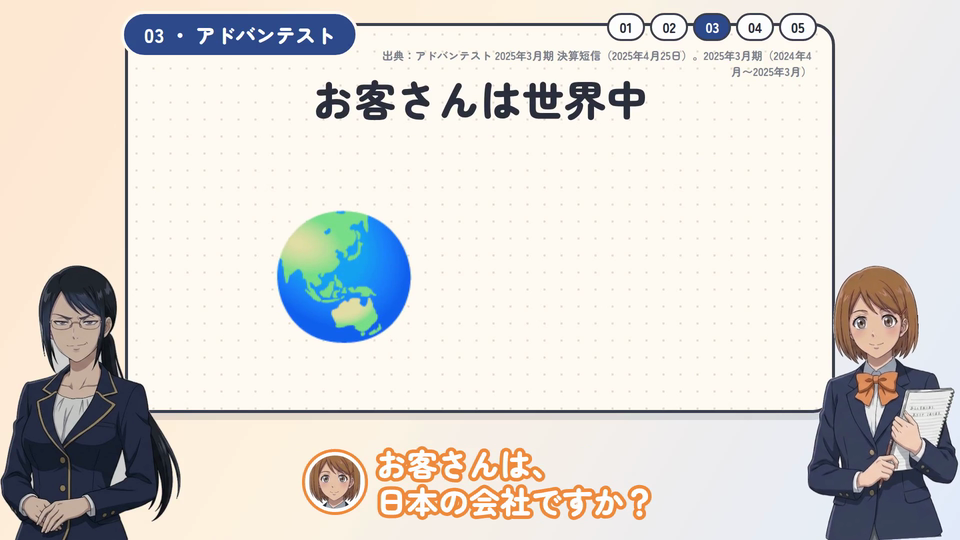 03 ・ アドバンテスト
01 02 03 04 05
出典：アドバンテスト 2025年3月期 決算短信（2025年4月25日）。2025年3月期（2024年4
月〜2025年3月）
お客さんは世界中
お客さんは、
日本の会社ですか？